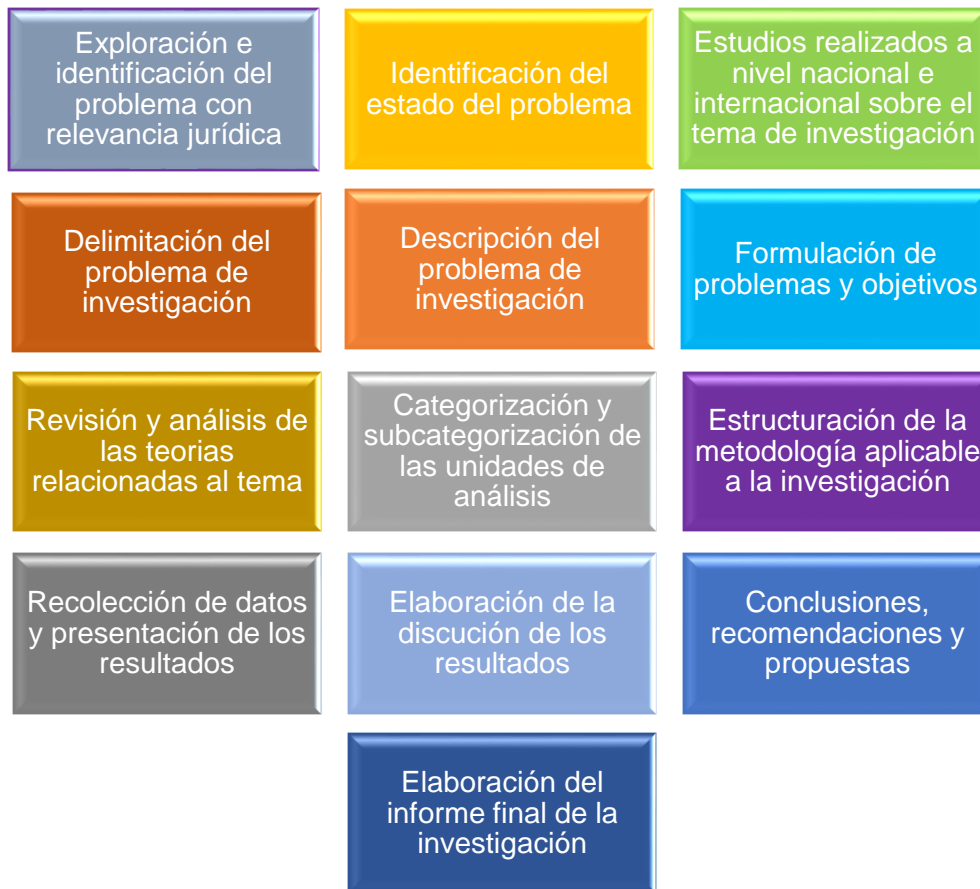 Exploración e
identificación del
problema con
relevancia jurídica
Identificación del
estado del problema
Estudios realizados a
nivel nacional e
internacional sobre el
tema de investigación
Delimitación del
problema de
investigación
Descripción del
problema de
investigación
Formulación de
problemas y objetivos
Revisión y análisis de
las teorias
relacionadas al tema
Categorización y
subcategorización de
las unidades de
análisis
Estructuración de la
metodología aplicable
a la investigación
Recolección de datos
y presentación de los
resultados
Elaboración de la
discución de los
resultados
Conclusiones,
recomendaciones y
propuestas
Elaboración del
informe final de la
investigación